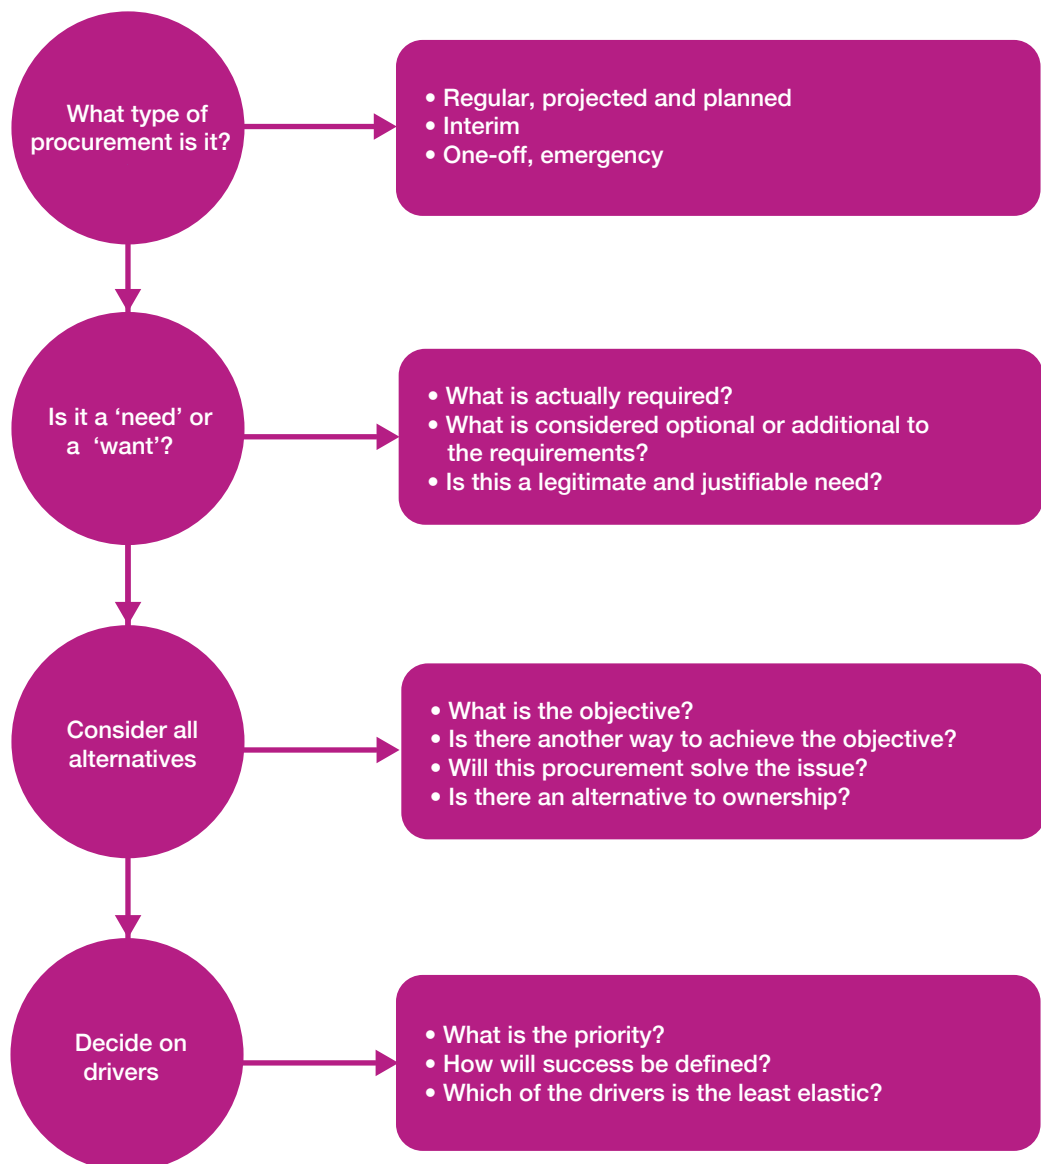 What type of
procurement is it?
• Regular, projected and planned
• Interim
• One-off, emergency
Is it a ‘need’ or
a ‘want’?
• What is actually required?
• What is considered optional or additional to
the requirements?
• Is this a legitimate and justifiable need?
Consider all
alternatives
• What is the objective?
• Is there another way to achieve the objective?
• Will this procurement solve the issue?
• Is there an alternative to ownership?
Decide on
drivers
• What is the priority?
• How will success be defined?
• Which of the drivers is the least elastic?